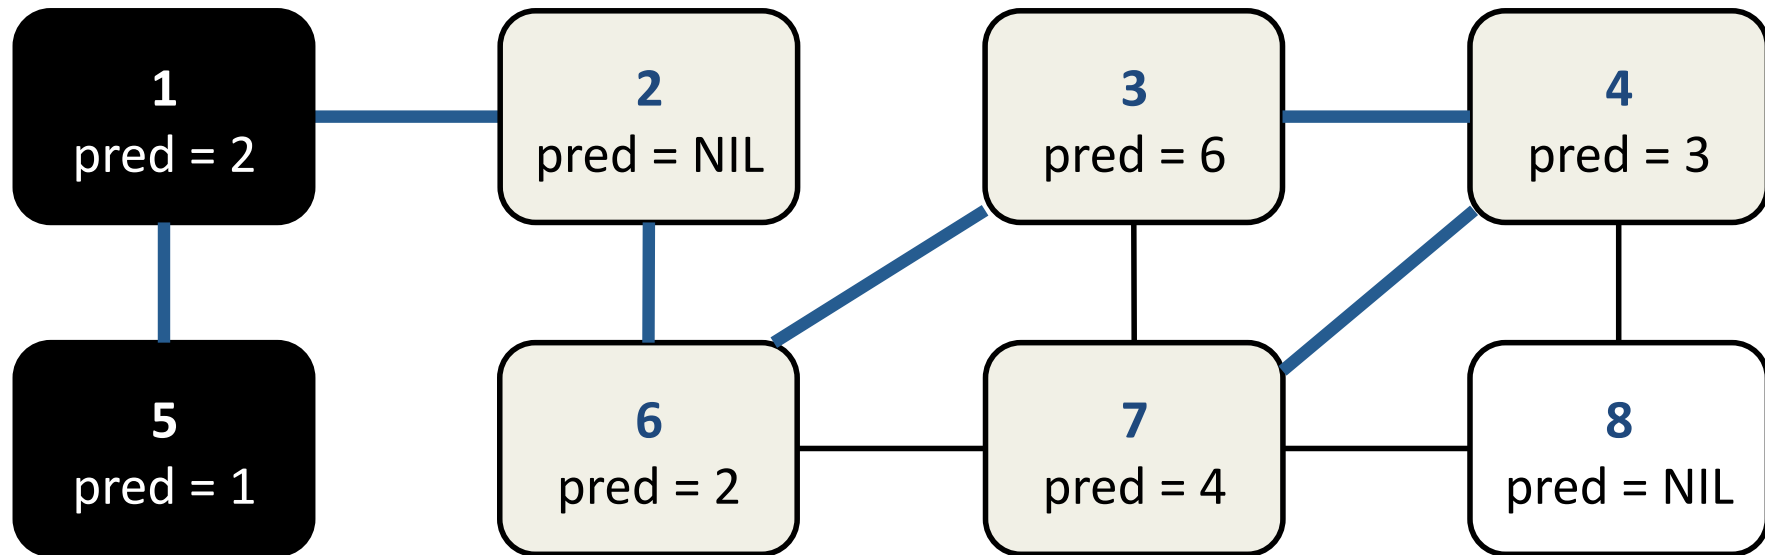 1
pred = 2
2
pred = NIL
3
pred = 6
4
pred = 3
5
pred = 1
6
pred = 2
7
pred = 4
8
pred = NIL